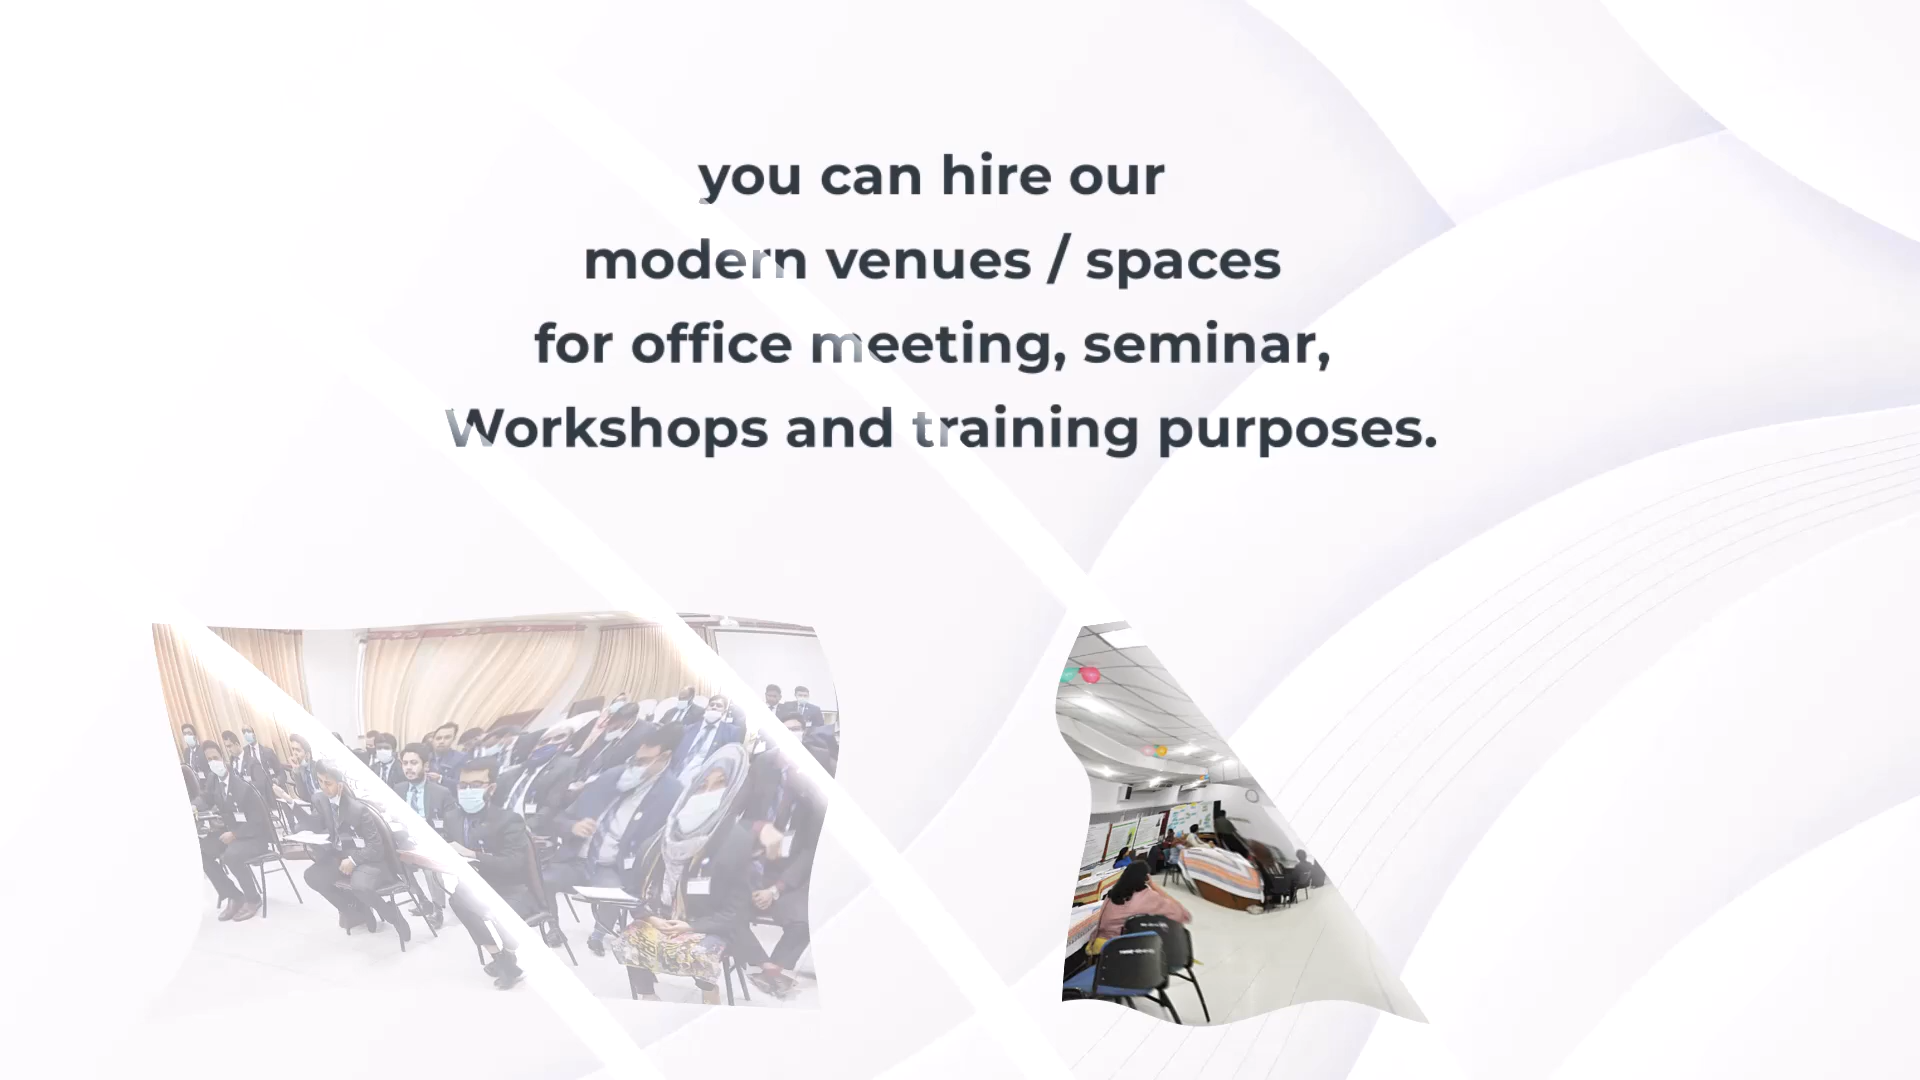 you can hire our
modern venues / spaces
for office meeting, seminar,
Workshops and training purposes.